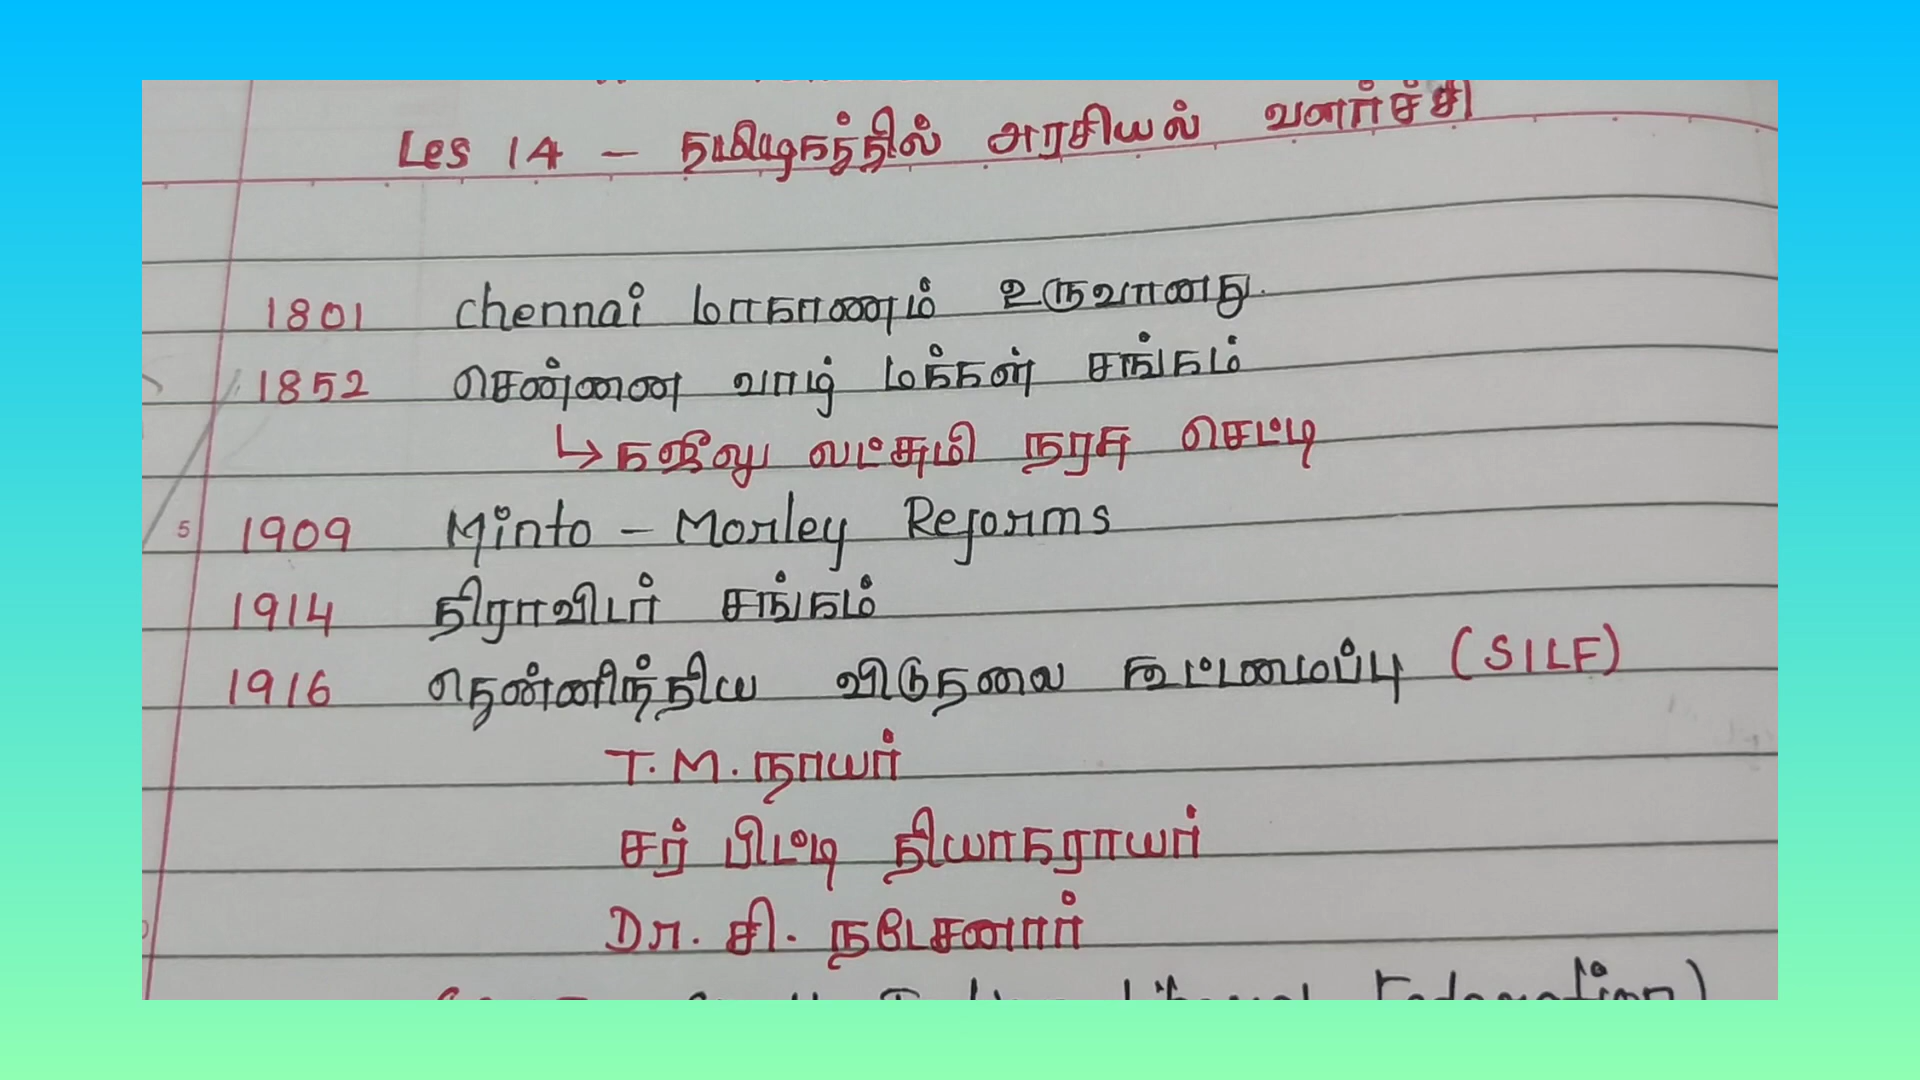 Les 14 – தமிழகத்தில் அரசியல் வளர்ச்சி
1801 Chennai மாகாணம் உருவானது.
1852 சென்னை வாழ் மக்கள் சங்கம்
↳ கஜீலு லட்சுமி நரசு செட்டி
5
1909 Minto – Morley Reforms
1914 திராவிடர் சங்கம்
1916 தென்னிந்திய விடுதலை கூட்டமைப்பு (SILF)
T.M. நாயர்
சர் பிட்டி தியாகராயர்
Dr. சி. நடேசனார்
Federation)